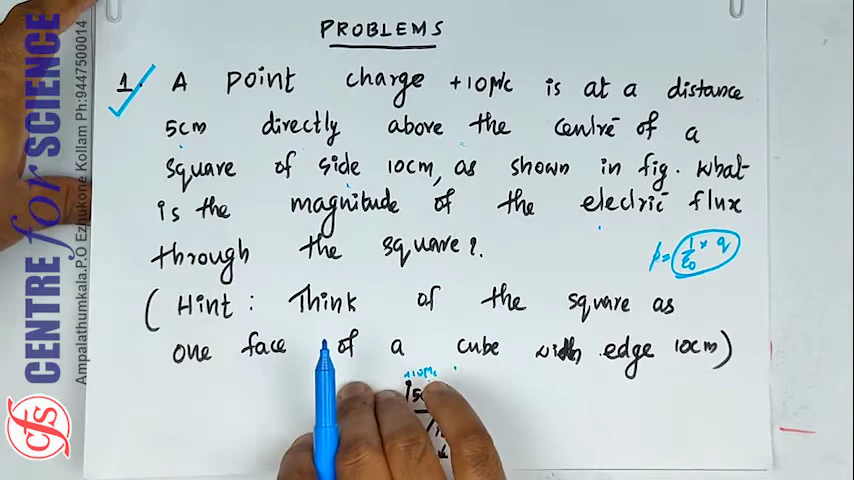 PROBLEMS
1. A point charge +10μc is at a distance
5cm directly above the centre of a
square of side 10cm, as shown in fig. What
is the magnitude of the electric flux
through the square?.
φ = 1/ε0 × q
(Hint: Think of the square as
one face of a cube with edge 10cm)
+10μc
CENTRE for SCIENCE
Ampalathumkala.P.O Ezhukone Kollam Ph:9447500014
cfs